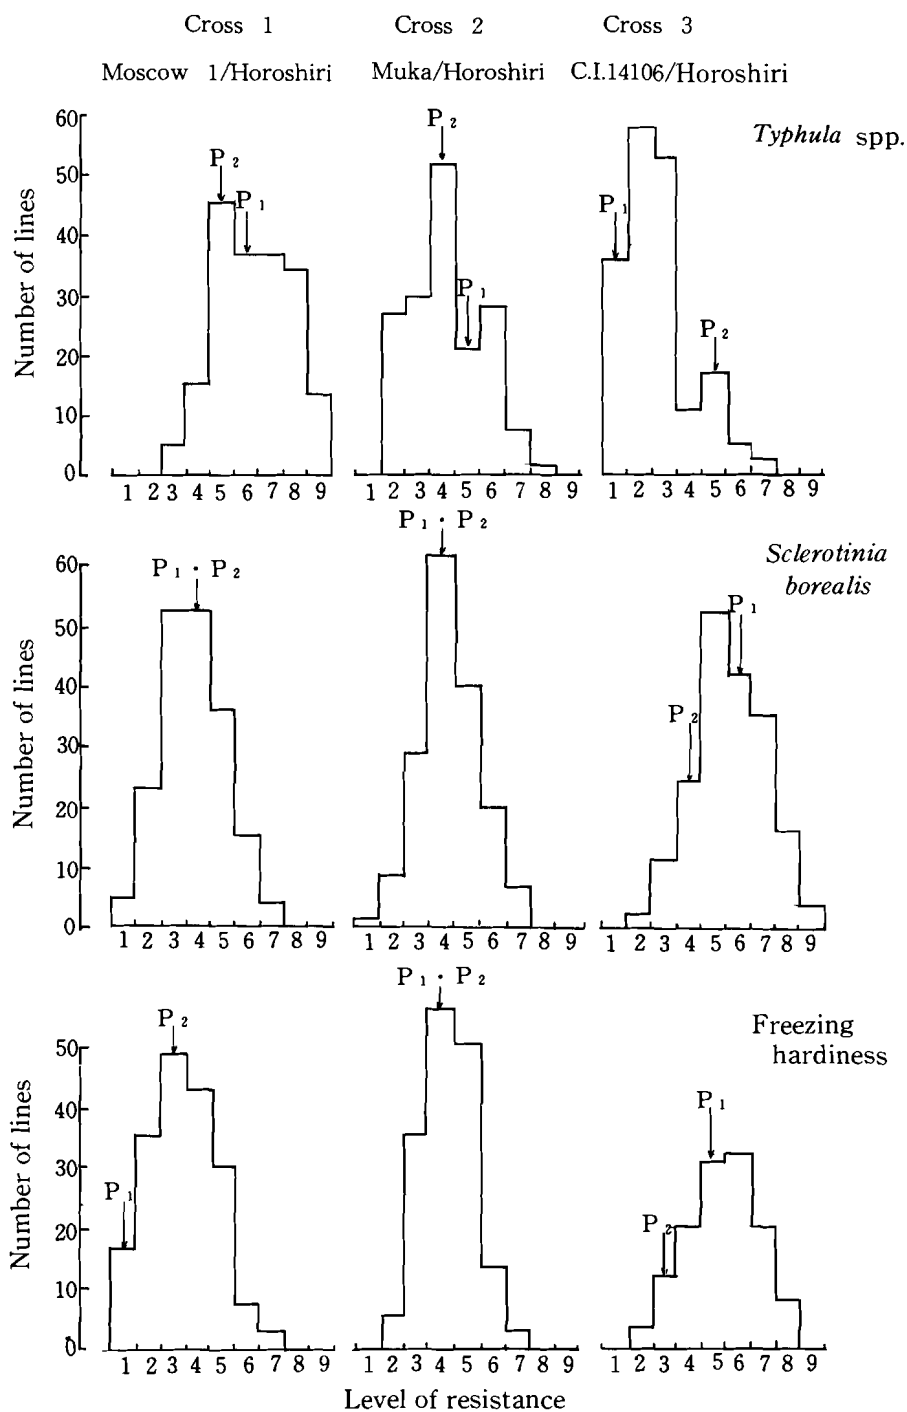 Cross 1 Cross 2 Cross 3
Moscow 1/Horoshiri Muka/Horoshiri C.I.14106/Horoshiri
Typhula spp.
Number of lines
60
50
40
30
20
10
0
P2
P1
P2
P1
P1
P2
1 2 3 4 5 6 7 8 9 1 2 3 4 5 6 7 8 9 1 2 3 4 5 6 7 8 9
Sclerotinia
borealis
Number of lines
60
50
40
30
20
10
0
P1 · P2
P1 · P2
P1
P2
1 2 3 4 5 6 7 8 9 1 2 3 4 5 6 7 8 9 1 2 3 4 5 6 7 8 9
Freezing
hardiness
Number of lines
50
40
30
20
10
0
P2
P1
P1 · P2
P1
P2
1 2 3 4 5 6 7 8 9 1 2 3 4 5 6 7 8 9 1 2 3 4 5 6 7 8 9
Level of resistance